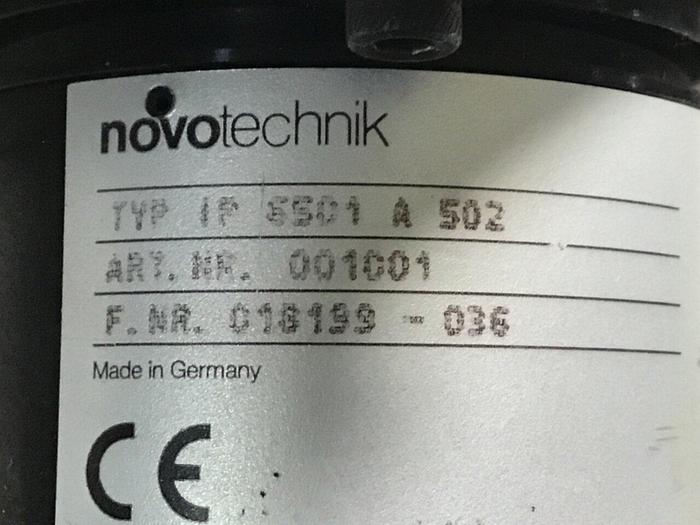 novotechnik
TYP IP 6501 A 502
ART.NR. 001001
F.NR. 018199 - 036
Made in Germany
CE